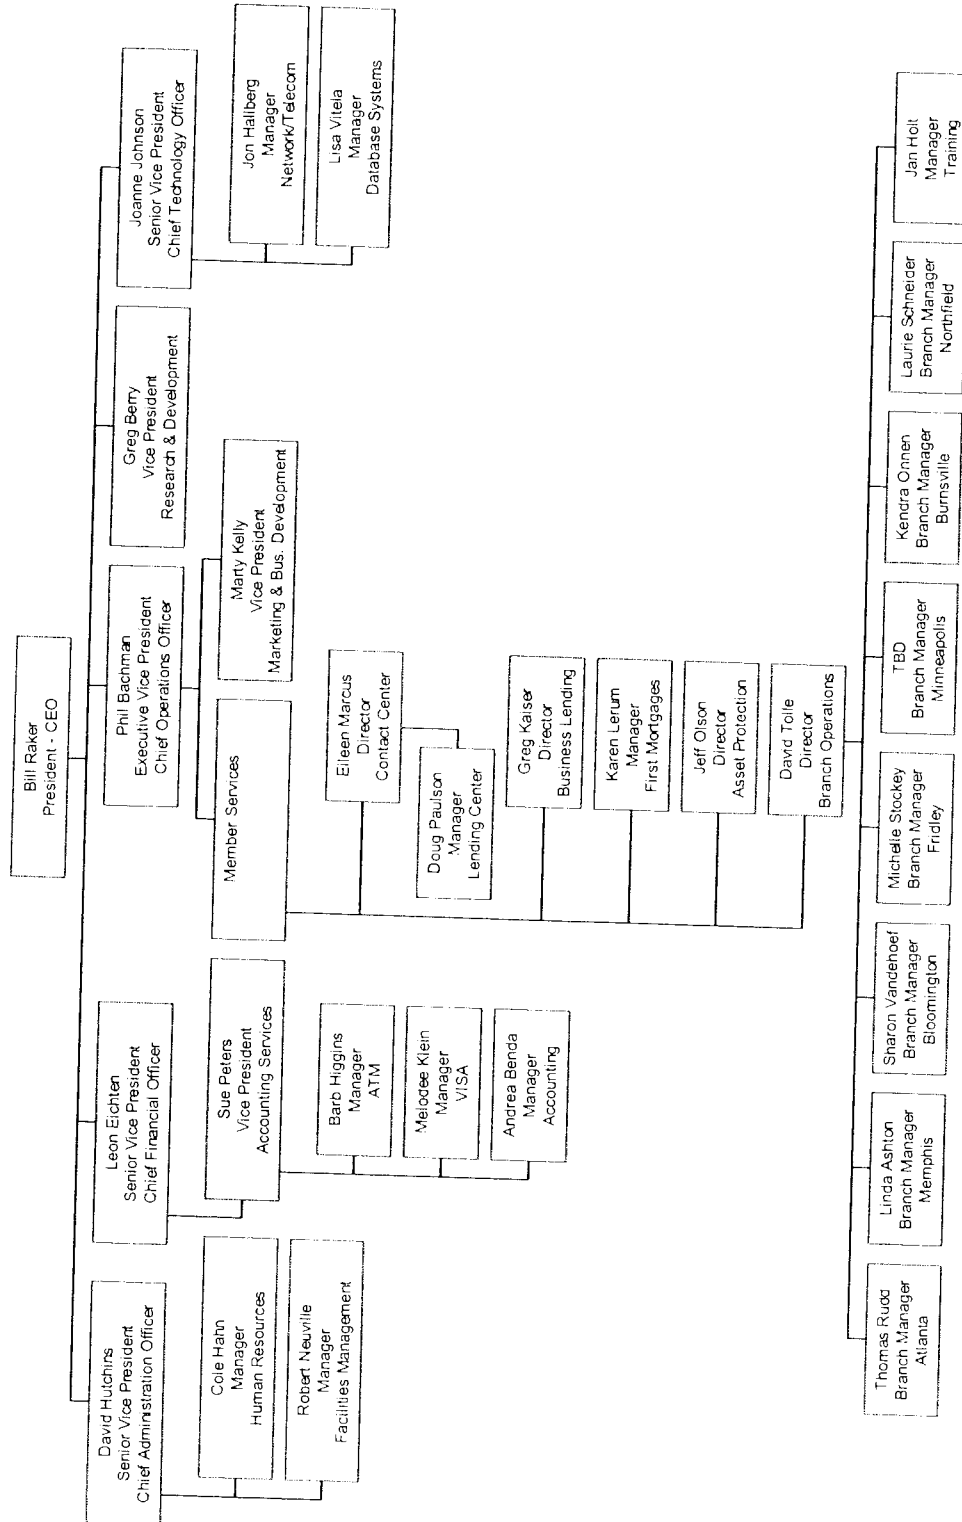 Bill Raker
President - CEO
David Hutchins
Senior Vice President
Chief Administration Officer
Leon Eichten
Senior Vice President
Chief Financial Officer
Phil Bachman
Executive Vice President
Chief Operations Officer
Greg Berry
Vice President
Research & Development
Joanne Johnson
Senior Vice President
Chief Technology Officer
Cole Hahn
Manager
Human Resources
Robert Neuville
Manager
Facilities Management
Sue Peters
Vice President
Accounting Services
Barb Higgins
Manager
ATM
Melodee Klein
Manager
VISA
Andrea Benda
Manager
Accounting
Member Services
Marty Kelly
Vice President
Marketing & Bus. Development
Eileen Marcus
Director
Contact Center
Doug Paulson
Manager
Lending Center
Greg Kaiser
Director
Business Lending
Karen Lerum
Manager
First Mortgages
Jeff Olson
Director
Asset Protection
David Tolle
Director
Branch Operations
Jon Hallberg
Manager
Network/Telecom
Lisa Vitela
Manager
Database Systems
Thomas Rudd
Branch Manager
Atlanta
Linda Ashton
Branch Manager
Memphis
Sharon Vandehoef
Branch Manager
Bloomington
Michelle Stockey
Branch Manager
Fridley
TBD
Branch Manager
Minneapolis
Kendra Onnen
Branch Manager
Burnsville
Laurie Schneider
Branch Manager
Northfield
Jan Holt
Manager
Training